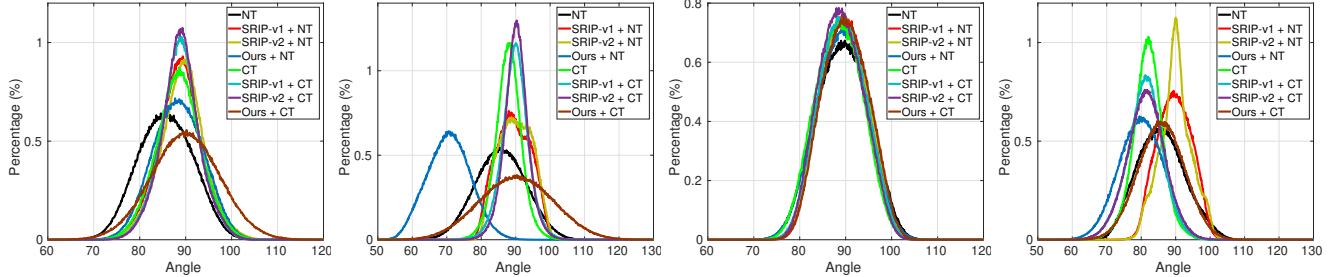 Percentage (%)
1
0.5
0
60 70 80 90 100 110 120
Angle
NT
SRIP-v1 + NT
SRIP-v2 + NT
Ours + NT
CT
SRIP-v1 + CT
SRIP-v2 + CT
Ours + CT
Percentage (%)
1
0.5
0
50 60 70 80 90 100 110 120 130
Angle
NT
SRIP-v1 + NT
SRIP-v2 + NT
Ours + NT
CT
SRIP-v1 + CT
SRIP-v2 + CT
Ours + CT
Percentage (%)
0.8
0.6
0.4
0.2
0
60 70 80 90 100 110 120
Angle
NT
SRIP-v1 + NT
SRIP-v2 + NT
Ours + NT
CT
SRIP-v1 + CT
SRIP-v2 + CT
Ours + CT
Percentage (%)
1
0.5
0
50 60 70 80 90 100 110 120 130
Angle
NT
SRIP-v1 + NT
SRIP-v2 + NT
Ours + NT
CT
SRIP-v1 + CT
SRIP-v2 + CT
Ours + CT